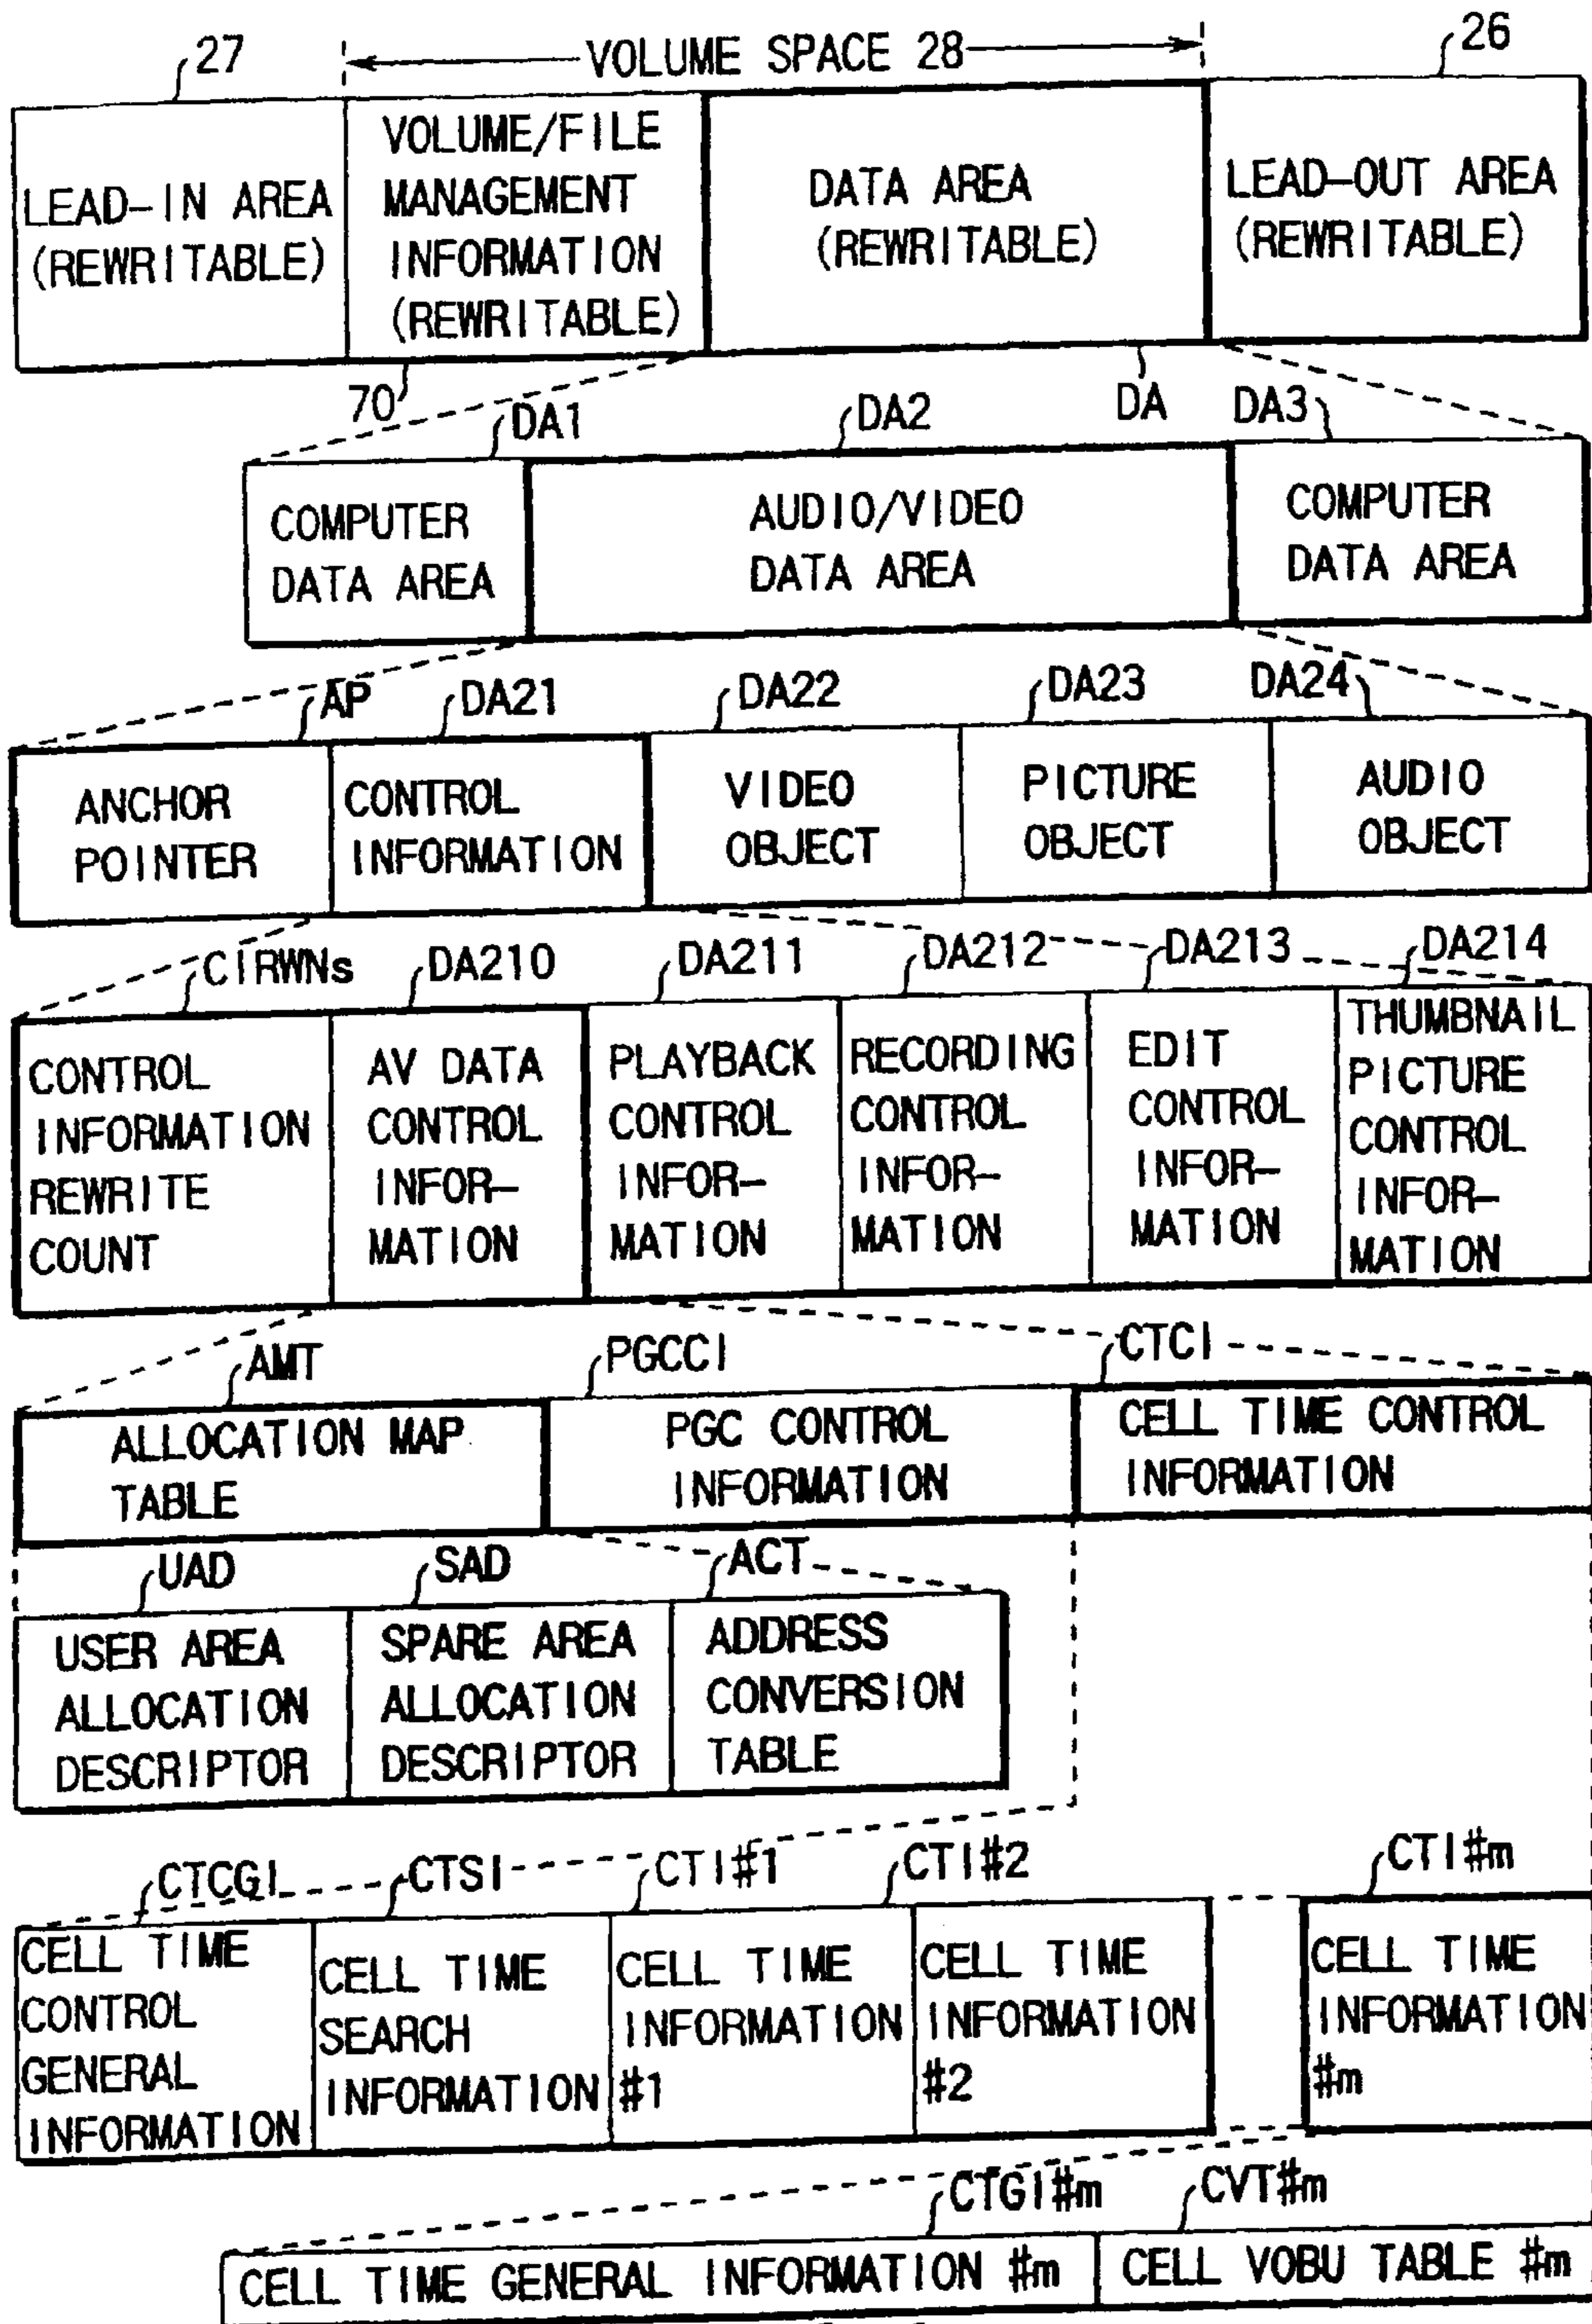 27
VOLUME SPACE 28
26
LEAD-IN AREA
(REWRITABLE)
VOLUME/FILE
MANAGEMENT
INFORMATION
(REWRITABLE)
DATA AREA
(REWRITABLE)
LEAD-OUT AREA
(REWRITABLE)
70
DA1
DA2
DA
DA3
COMPUTER
DATA AREA
AUDIO/VIDEO
DATA AREA
COMPUTER
DATA AREA
AP
DA21
DA22
DA23
DA24
ANCHOR
POINTER
CONTROL
INFORMATION
VIDEO
OBJECT
PICTURE
OBJECT
AUDIO
OBJECT
CIRWNs
DA210
DA211
DA212
DA213
DA214
CONTROL
INFORMATION
REWRITE
COUNT
AV DATA
CONTROL
INFOR-
MATION
PLAYBACK
CONTROL
INFOR-
MATION
RECORDING
CONTROL
INFOR-
MATION
EDIT
CONTROL
INFOR-
MATION
THUMBNAIL
PICTURE
CONTROL
INFOR-
MATION
AMT
PGCCI
CTCI
ALLOCATION MAP
TABLE
PGC CONTROL
INFORMATION
CELL TIME CONTROL
INFORMATION
UAD
SAD
ACT
USER AREA
ALLOCATION
DESCRIPTOR
SPARE AREA
ALLOCATION
DESCRIPTOR
ADDRESS
CONVERSION
TABLE
CTCGI
CTSI
CTI#1
CTI#2
CTI#m
CELL TIME
CONTROL
GENERAL
INFORMATION
CELL TIME
SEARCH
INFORMATION
CELL TIME
INFORMATION
#1
CELL TIME
INFORMATION
#2
CELL TIME
INFORMATION
#m
CTGI#m
CVT#m
CELL TIME GENERAL INFORMATION #m
CELL VOBU TABLE #m